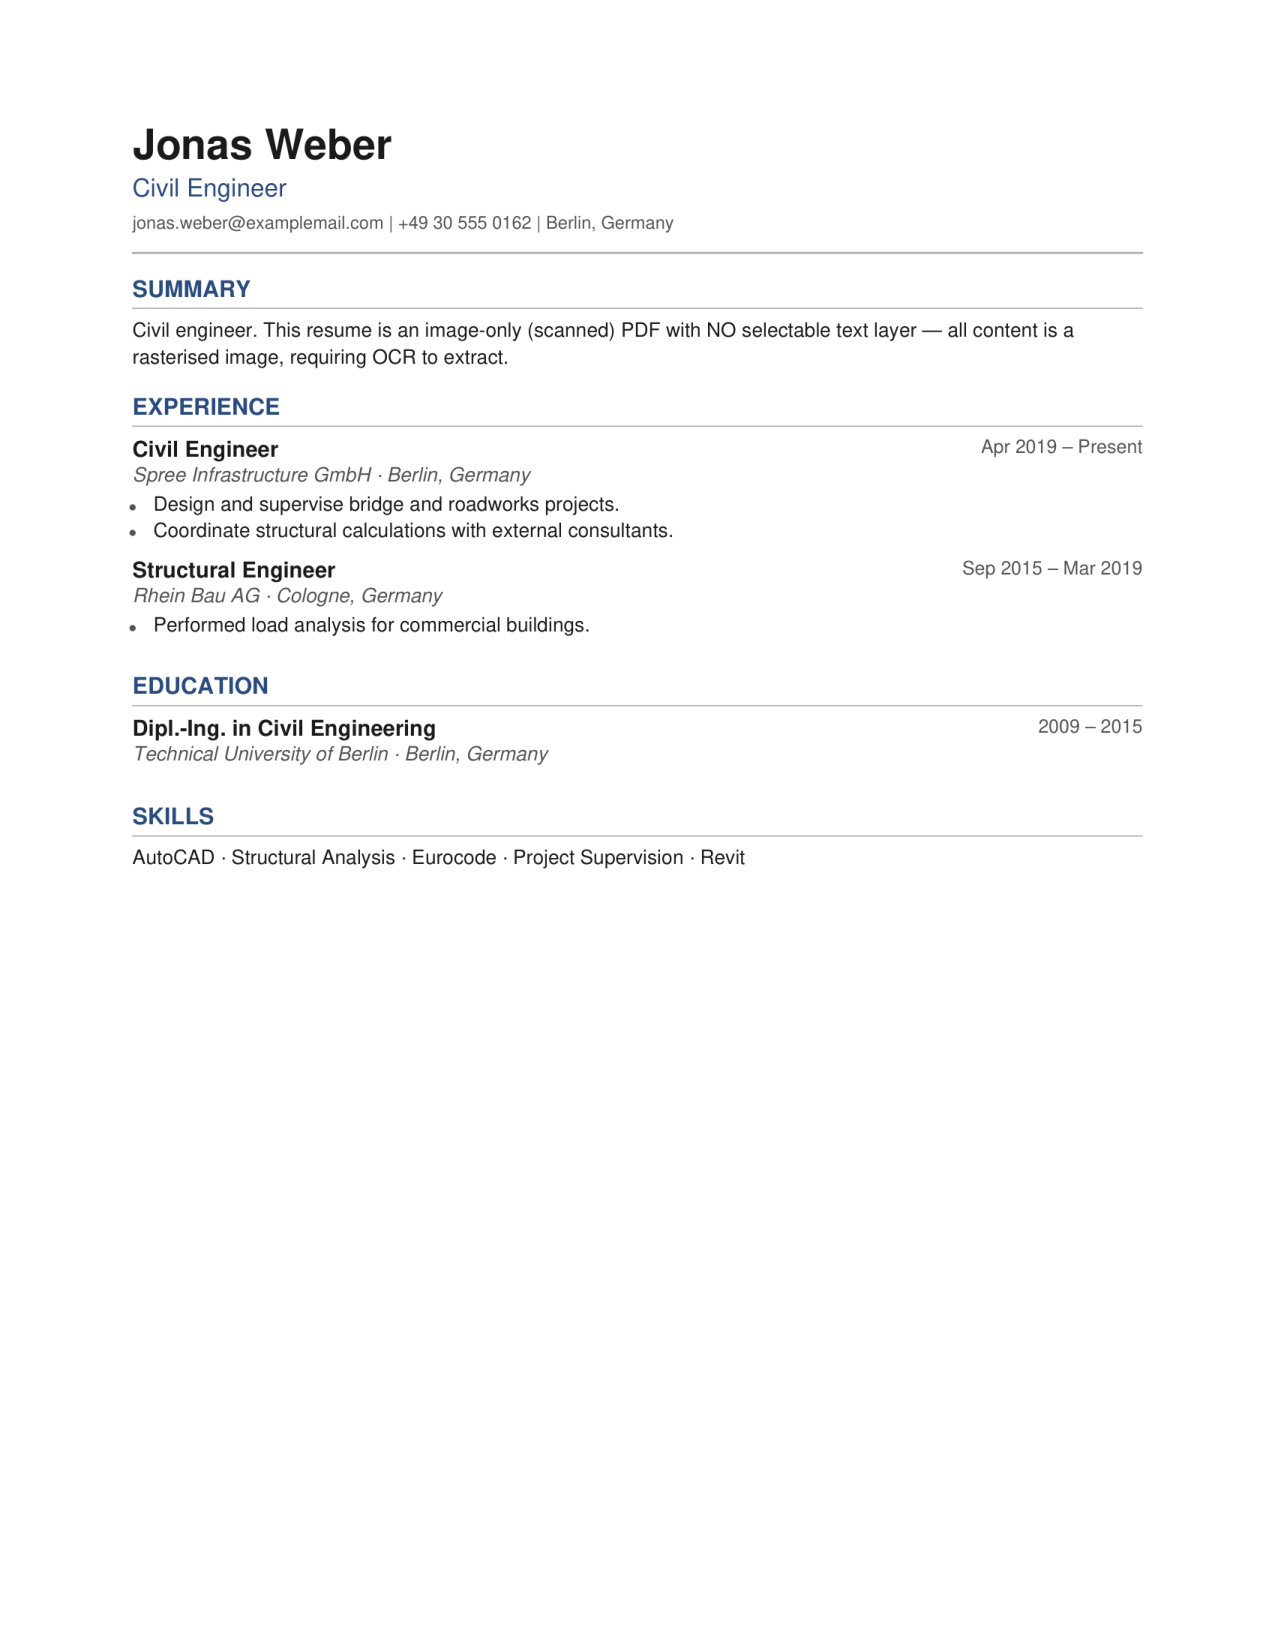 Jonas Weber
Civil Engineer
jonas.weber@examplemail.com | +49 30 555 0162 | Berlin, Germany
SUMMARY
Civil engineer. This resume is an image-only (scanned) PDF with NO selectable text layer — all content is a
rasterised image, requiring OCR to extract.
EXPERIENCE
Civil Engineer Apr 2019 – Present
Spree Infrastructure GmbH · Berlin, Germany
• Design and supervise bridge and roadworks projects.
• Coordinate structural calculations with external consultants.
Structural Engineer Sep 2015 – Mar 2019
Rhein Bau AG · Cologne, Germany
• Performed load analysis for commercial buildings.
EDUCATION
Dipl.-Ing. in Civil Engineering 2009 – 2015
Technical University of Berlin · Berlin, Germany
SKILLS
AutoCAD · Structural Analysis · Eurocode · Project Supervision · Revit